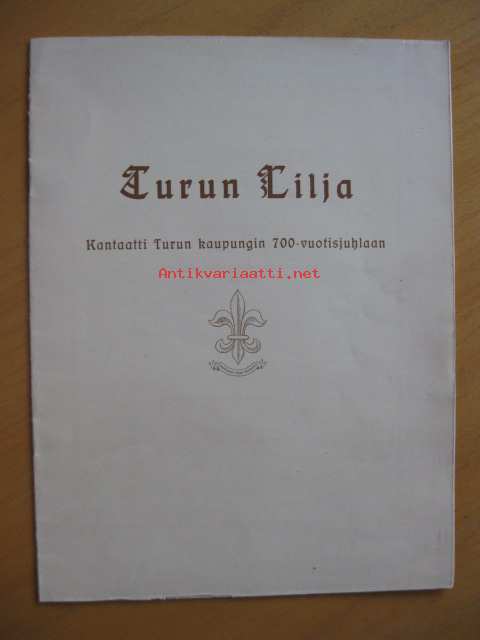 Turun Lilja
Kantaatti Turun kaupungin 700-vuotisjuhlaan
Antikvariaatti.net